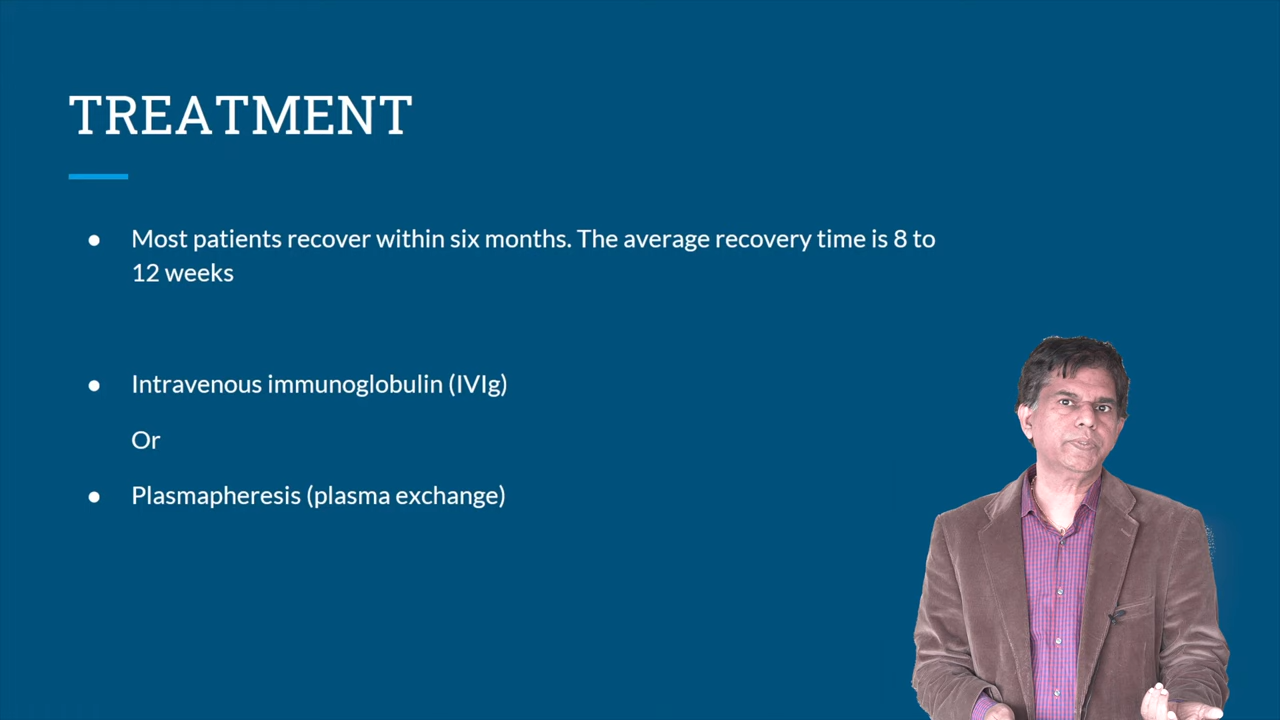 TREATMENT
● Most patients recover within six months. The average recovery time is 8 to
12 weeks
● Intravenous immunoglobulin (IVIg)
Or
● Plasmapheresis (plasma exchange)